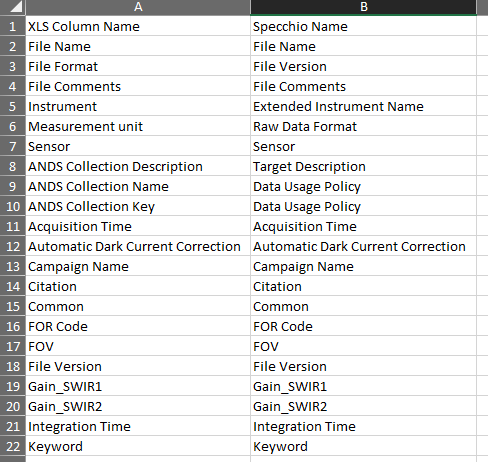 A B
1 XLS Column Name Specchio Name
2 File Name File Name
3 File Format File Version
4 File Comments File Comments
5 Instrument Extended Instrument Name
6 Measurement unit Raw Data Format
7 Sensor Sensor
8 ANDS Collection Description Target Description
9 ANDS Collection Name Data Usage Policy
10 ANDS Collection Key Data Usage Policy
11 Acquisition Time Acquisition Time
12 Automatic Dark Current Correction Automatic Dark Current Correction
13 Campaign Name Campaign Name
14 Citation Citation
15 Common Common
16 FOR Code FOR Code
17 FOV FOV
18 File Version File Version
19 Gain_SWIR1 Gain_SWIR1
20 Gain_SWIR2 Gain_SWIR2
21 Integration Time Integration Time
22 Keyword Keyword